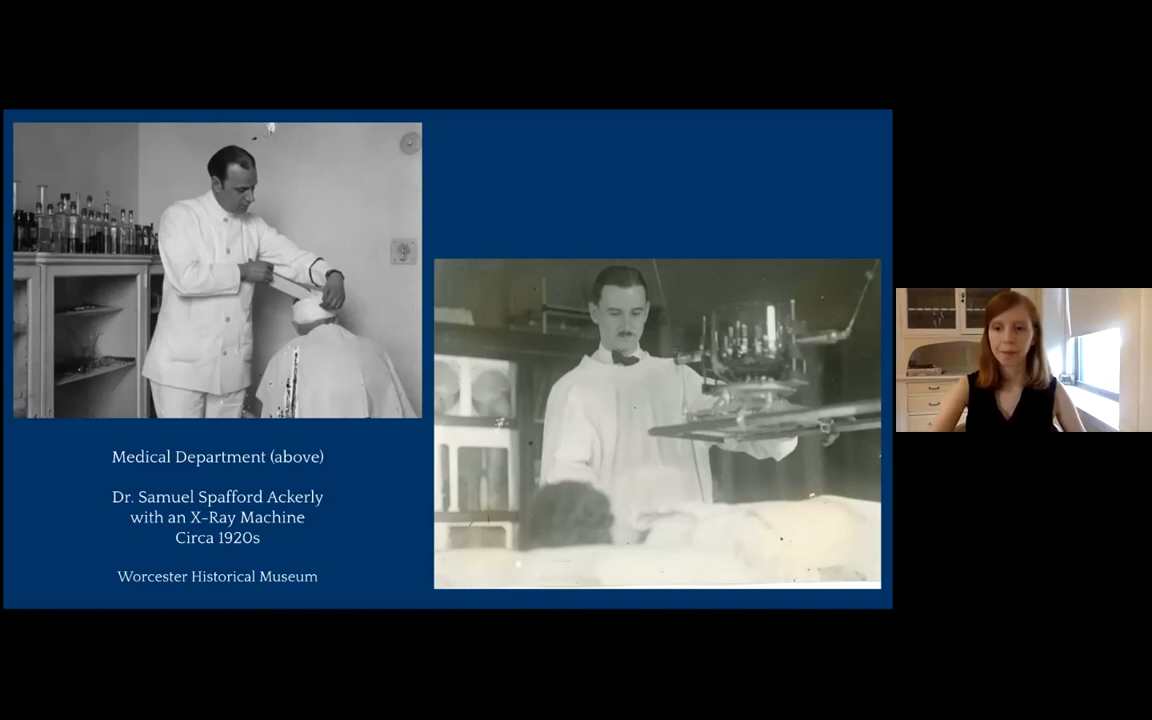 Medical Department (above)
Dr. Samuel Spafford Ackerly
with an X-Ray Machine
Circa 1920s
Worcester Historical Museum